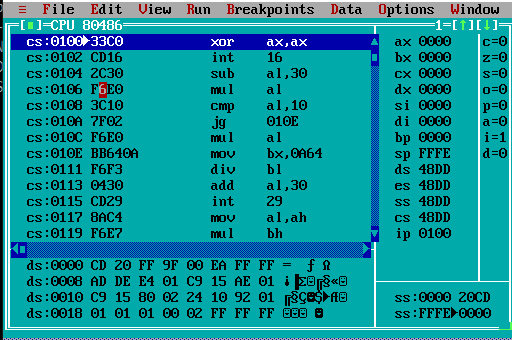 ≡ File Edit View Run Breakpoints Data Options Window
[■]=CPU 80486 1=[↑][↓]
cs:0100►33C0 xor ax,ax ax 0000 c=0
cs:0102 CD16 int 16 bx 0000 z=0
cs:0104 2C30 sub al,30 cx 0000 s=0
cs:0106 F6E0 mul al dx 0000 o=0
cs:0108 3C10 cmp al,10 si 0000 p=0
cs:010A 7F02 jg 010E di 0000 a=0
cs:010C F6E0 mul al bp 0000 i=1
cs:010E BB640A mov bx,0A64 sp FFFE d=0
cs:0111 F6F3 div bl ds 48DD
cs:0113 0430 add al,30 es 48DD
cs:0115 CD29 int 29 ss 48DD
cs:0117 8AC4 mov al,ah cs 48DD
cs:0119 F6E7 mul bh ip 0100
ds:0000 CD 20 FF 9F 00 EA FF FF = ƒ Ω
ds:0008 AD DE E4 01 C9 15 AE 01 ¡▐Σ☺╔§«☺
ds:0010 C9 15 80 02 24 10 92 01 ╔§Ç☻$►Æ☺ ss:0000 20CD
ds:0018 01 01 01 00 02 FF FF FF ☺☺☺ ☻ ss:FFFE►0000